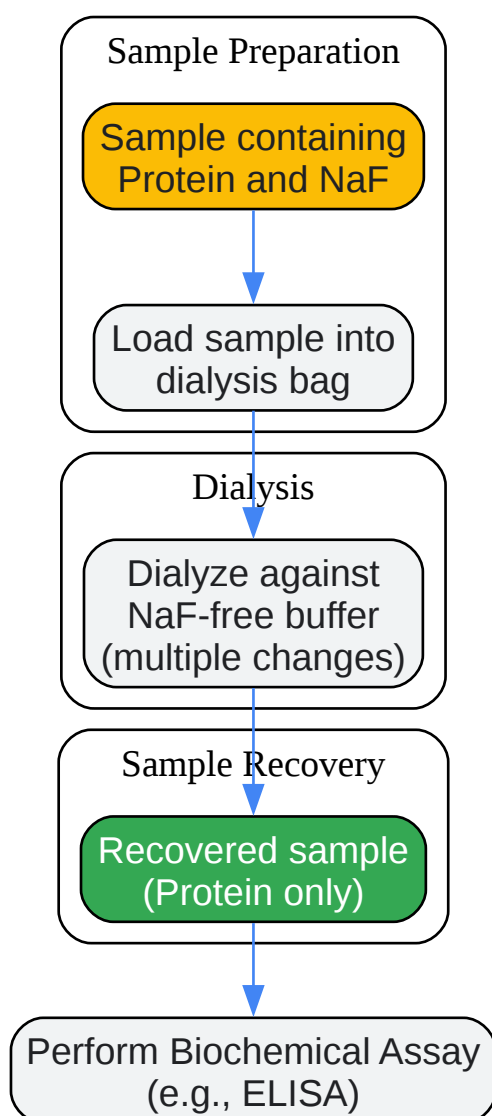 Sample Preparation
Sample containing
Protein and NaF
Load sample into
dialysis bag
Dialysis
Dialyze against
NaF-free buffer
(multiple changes)
Sample Recovery
Recovered sample
(Protein only)
Perform Biochemical Assay
(e.g., ELISA)